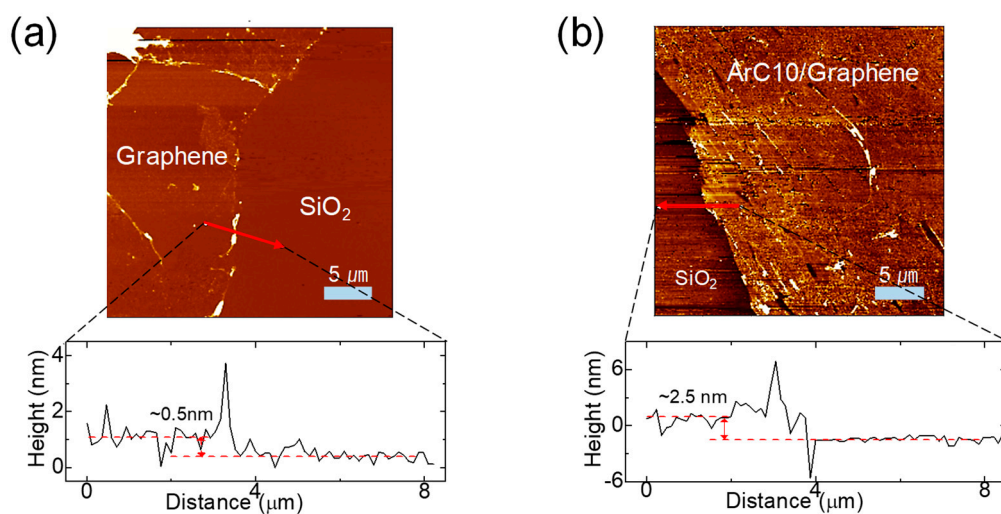 (a)
Graphene
SiO₂
5 μm
Height (nm)
4
2
0
~0.5nm
0
4
8
Distance (μm)
(b)
ArC10/Graphene
SiO₂
5 μm
Height (nm)
6
0
-6
~2.5 nm
0
4
8
Distance (μm)